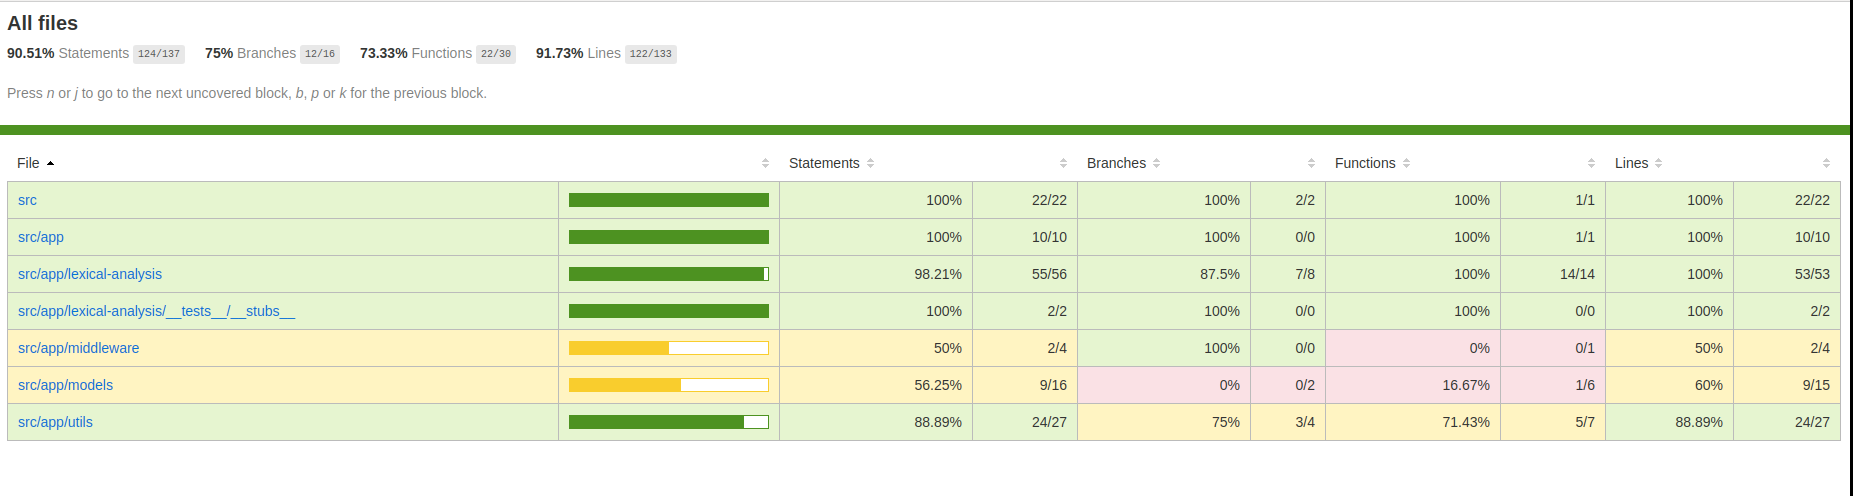 All files
90.51% Statements 124/137 75% Branches 12/16 73.33% Functions 22/30 91.73% Lines 122/133
Press n or j to go to the next uncovered block, b, p or k for the previous block.
File Statements Branches Functions Lines
src 100% 22/22 100% 2/2 100% 1/1 100% 22/22
src/app 100% 10/10 100% 0/0 100% 1/1 100% 10/10
src/app/lexical-analysis 98.21% 55/56 87.5% 7/8 100% 14/14 100% 53/53
src/app/lexical-analysis/__tests__/__stubs__ 100% 2/2 100% 0/0 100% 0/0 100% 2/2
src/app/middleware 50% 2/4 100% 0/0 0% 0/1 50% 2/4
src/app/models 56.25% 9/16 0% 0/2 16.67% 1/6 60% 9/15
src/app/utils 88.89% 24/27 75% 3/4 71.43% 5/7 88.89% 24/27